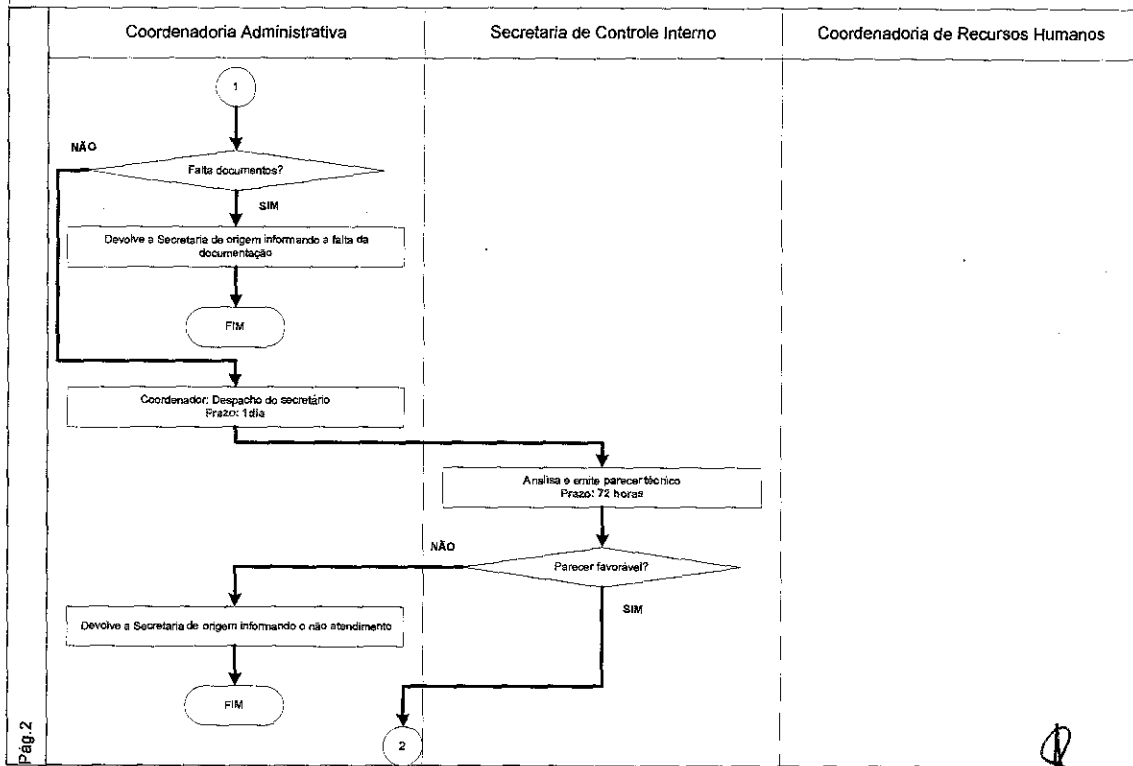 Coordenadoria Administrativa
Secretaria de Controle Interno
Coordenadoria de Recursos Humanos
1
NÃO
Falta documentos?
SIM
Devolve a Secretaria de origem informando a falta da
documentação
FIM
Coordenador: Despacho do secretário
Prazo: 1dia
Analisa e emite parecer técnico
Prazo: 72 horas
NÃO
Parecer favorável?
SIM
Devolve a Secretaria de origem informando o não atendimento
FIM
2
Pág.2